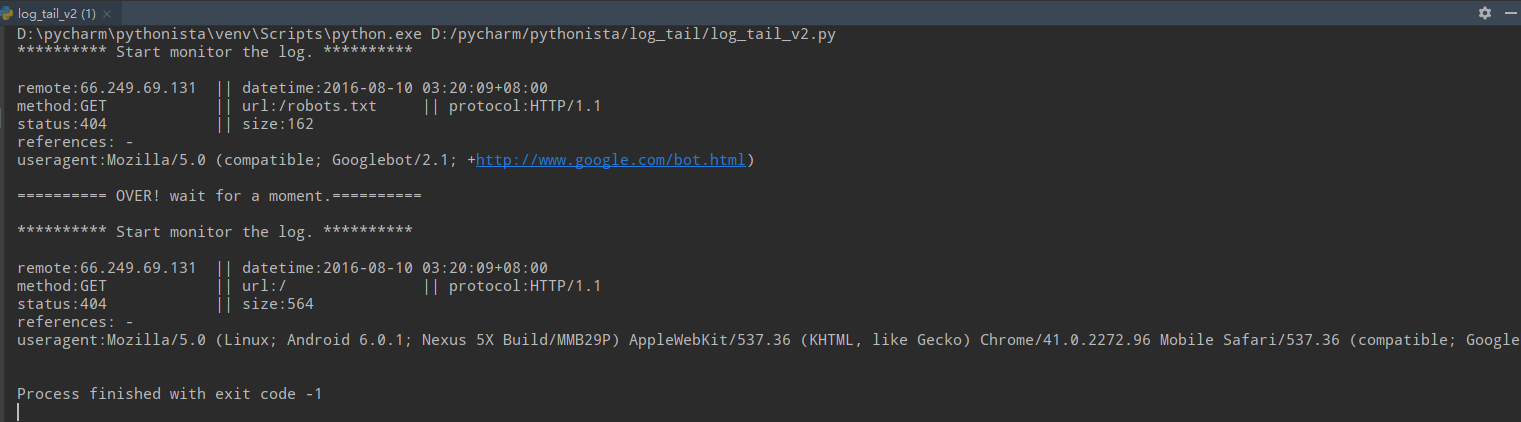 log_tail_v2 (1)
D:\pycharm\pythonista\venv\Scripts\python.exe D:/pycharm/pythonista/log_tail/log_tail_v2.py
********** Start monitor the log. **********
remote:66.249.69.131  || datetime:2016-08-10 03:20:09+08:00
method:GET            || url:/robots.txt     || protocol:HTTP/1.1
status:404            || size:162
references: -
useragent:Mozilla/5.0 (compatible; Googlebot/2.1; +http://www.google.com/bot.html)
========== OVER! wait for a moment.==========
********** Start monitor the log. **********
remote:66.249.69.131  || datetime:2016-08-10 03:20:09+08:00
method:GET            || url:/               || protocol:HTTP/1.1
status:404            || size:564
references: -
useragent:Mozilla/5.0 (Linux; Android 6.0.1; Nexus 5X Build/MMB29P) AppleWebKit/537.36 (KHTML, like Gecko) Chrome/41.0.2272.96 Mobile Safari/537.36 (compatible; Google
Process finished with exit code -1